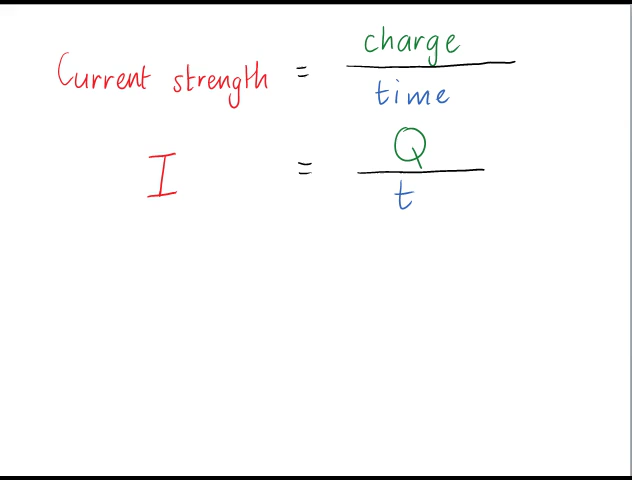 Current strength = charge / time
I = Q / t